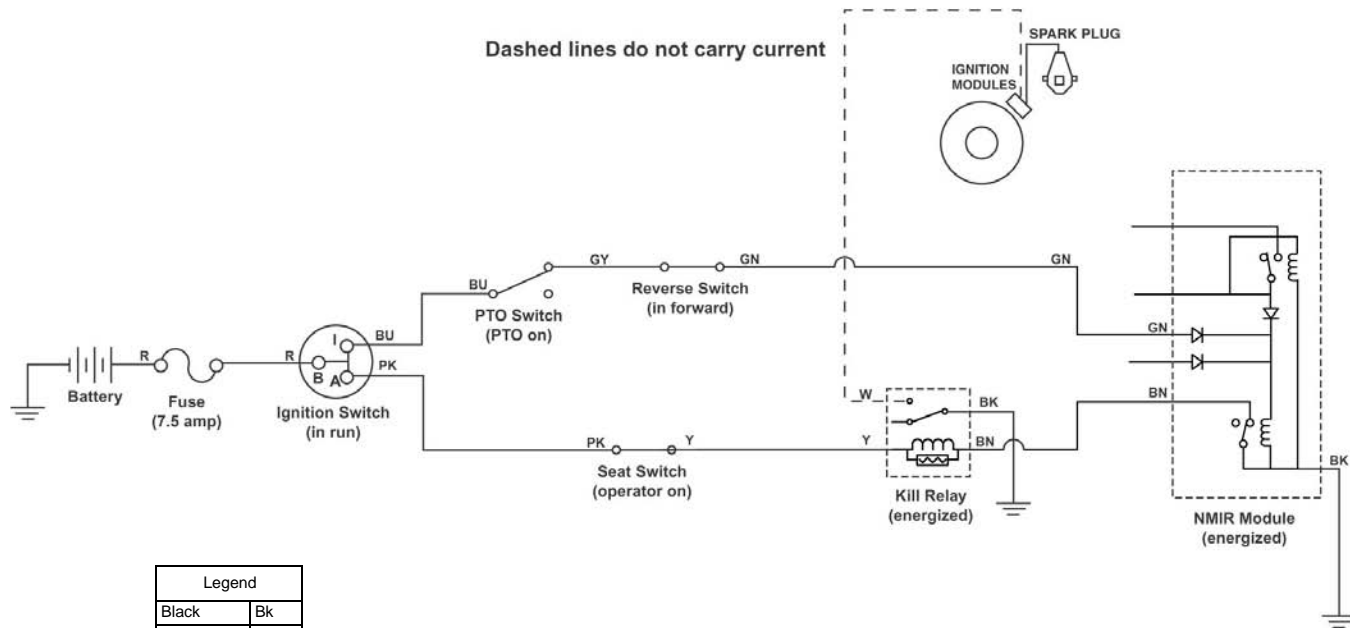 Dashed lines do not carry current
SPARK PLUG
IGNITION
MODULES
BU
GY
GN
GN
PTO Switch
(PTO on)
Reverse Switch
(in forward)
I
BU
GN
R
R
B
A
PK
Battery
Fuse
(7.5 amp)
Ignition Switch
(in run)
W
BK
BN
PK
Y
Y
BN
BK
Seat Switch
(operator on)
Kill Relay
(energized)
NMIR Module
(energized)
Legend
Black Bk